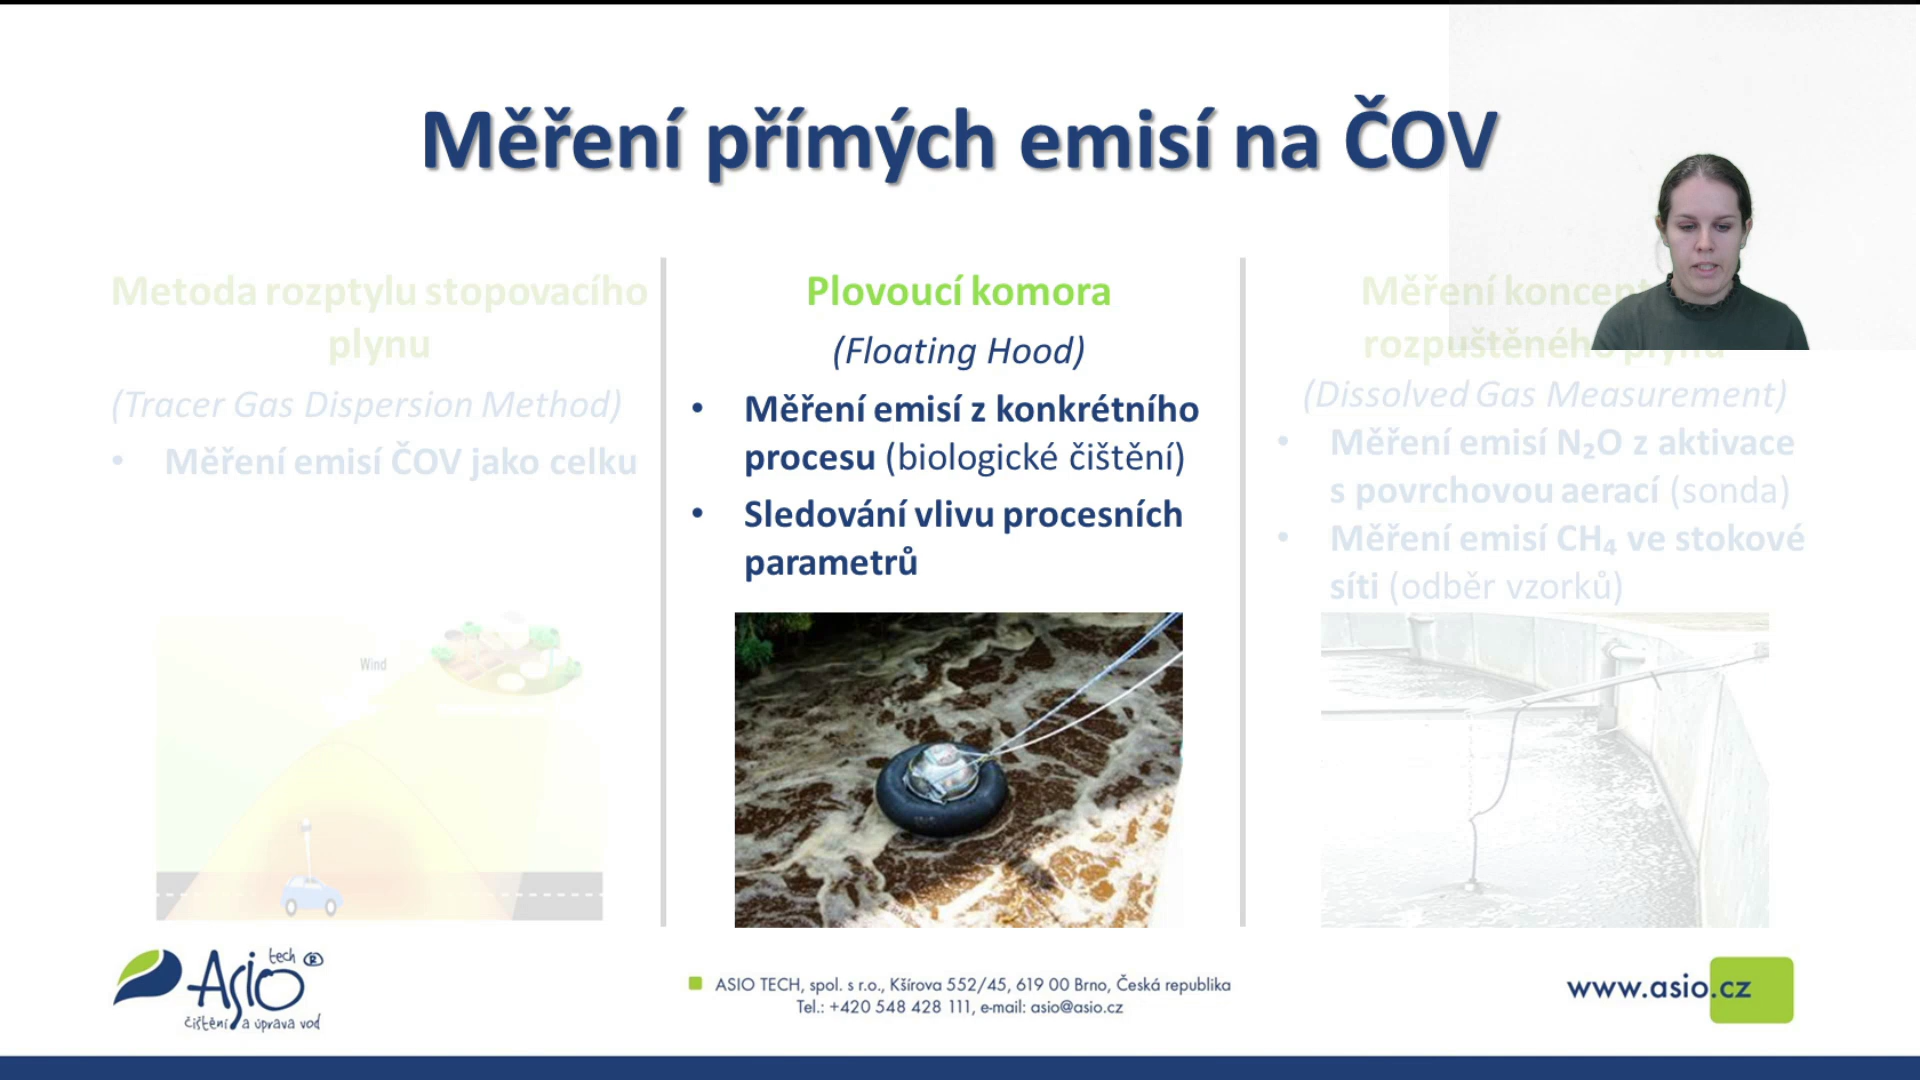 Měření přímých emisí na ČOV
Metoda rozptylu stopovacího
plynu
(Tracer Gas Dispersion Method)
• Měření emisí ČOV jako celku
Wind
Plovoucí komora
(Floating Hood)
• Měření emisí z konkrétního
procesu (biologické čištění)
• Sledování vlivu procesních
parametrů
Měření
rozpuštěného plynu
(Dissolved Gas Measurement)
• Měření emisí N₂O z aktivace
s povrchovou aerací (sonda)
• Měření emisí CH₄ ve stokové
síti (odběr vzorků)
Asio tech ®
čištění a úprava vod
ASIO TECH, spol. s r.o., Kšírova 552/45, 619 00 Brno, Česká republika
Tel.: +420 548 428 111, e-mail: asio@asio.cz
www.asio.cz